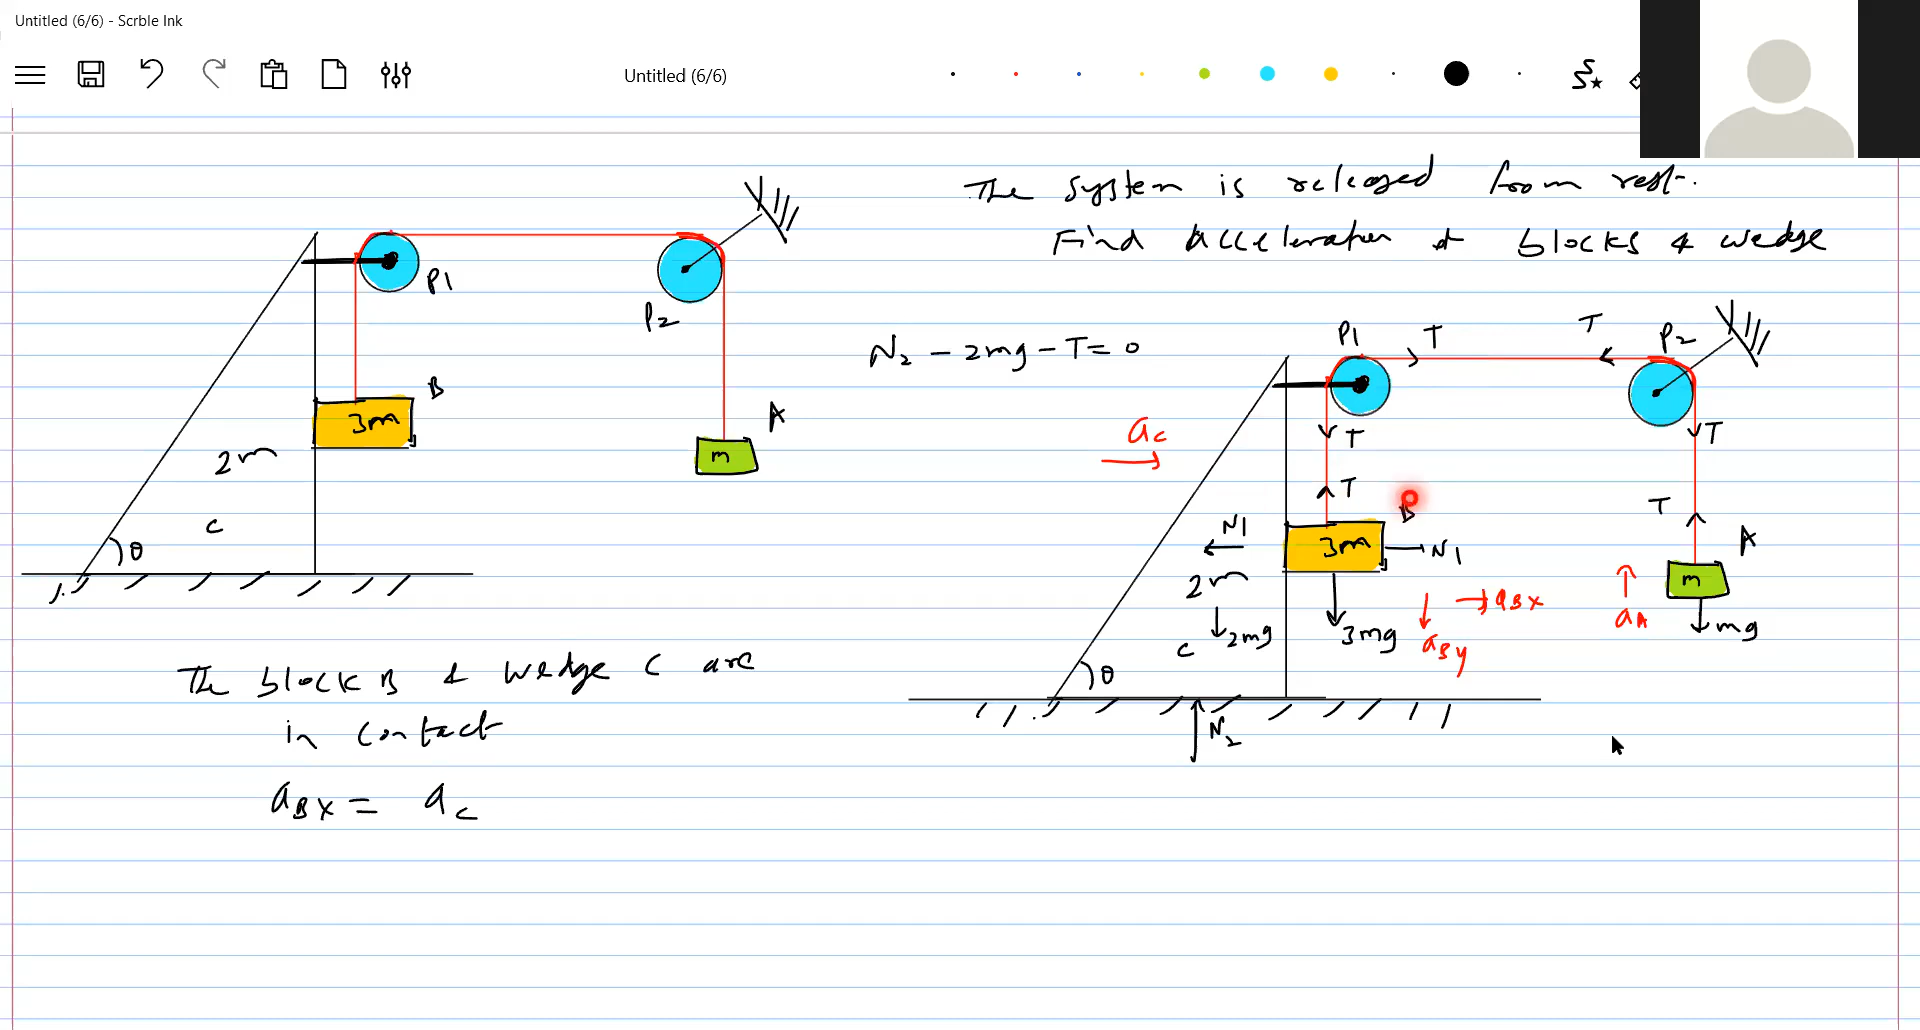 Untitled (6/6) - Scrble Ink
Untitled (6/6)
The system is released from rest.
Find acceleration of blocks & wedge
P1
P2
B
3m
A
m
2m
C
θ
The block B & wedge C are
in contact
aBx = aC
N2 - 2mg - T = 0
P1
T
T
P2
aC
T
T
T
T
B
A
N1
3m
N1
2m
m
2mg
3mg
aBx
aBy
aA
mg
C
θ
N2